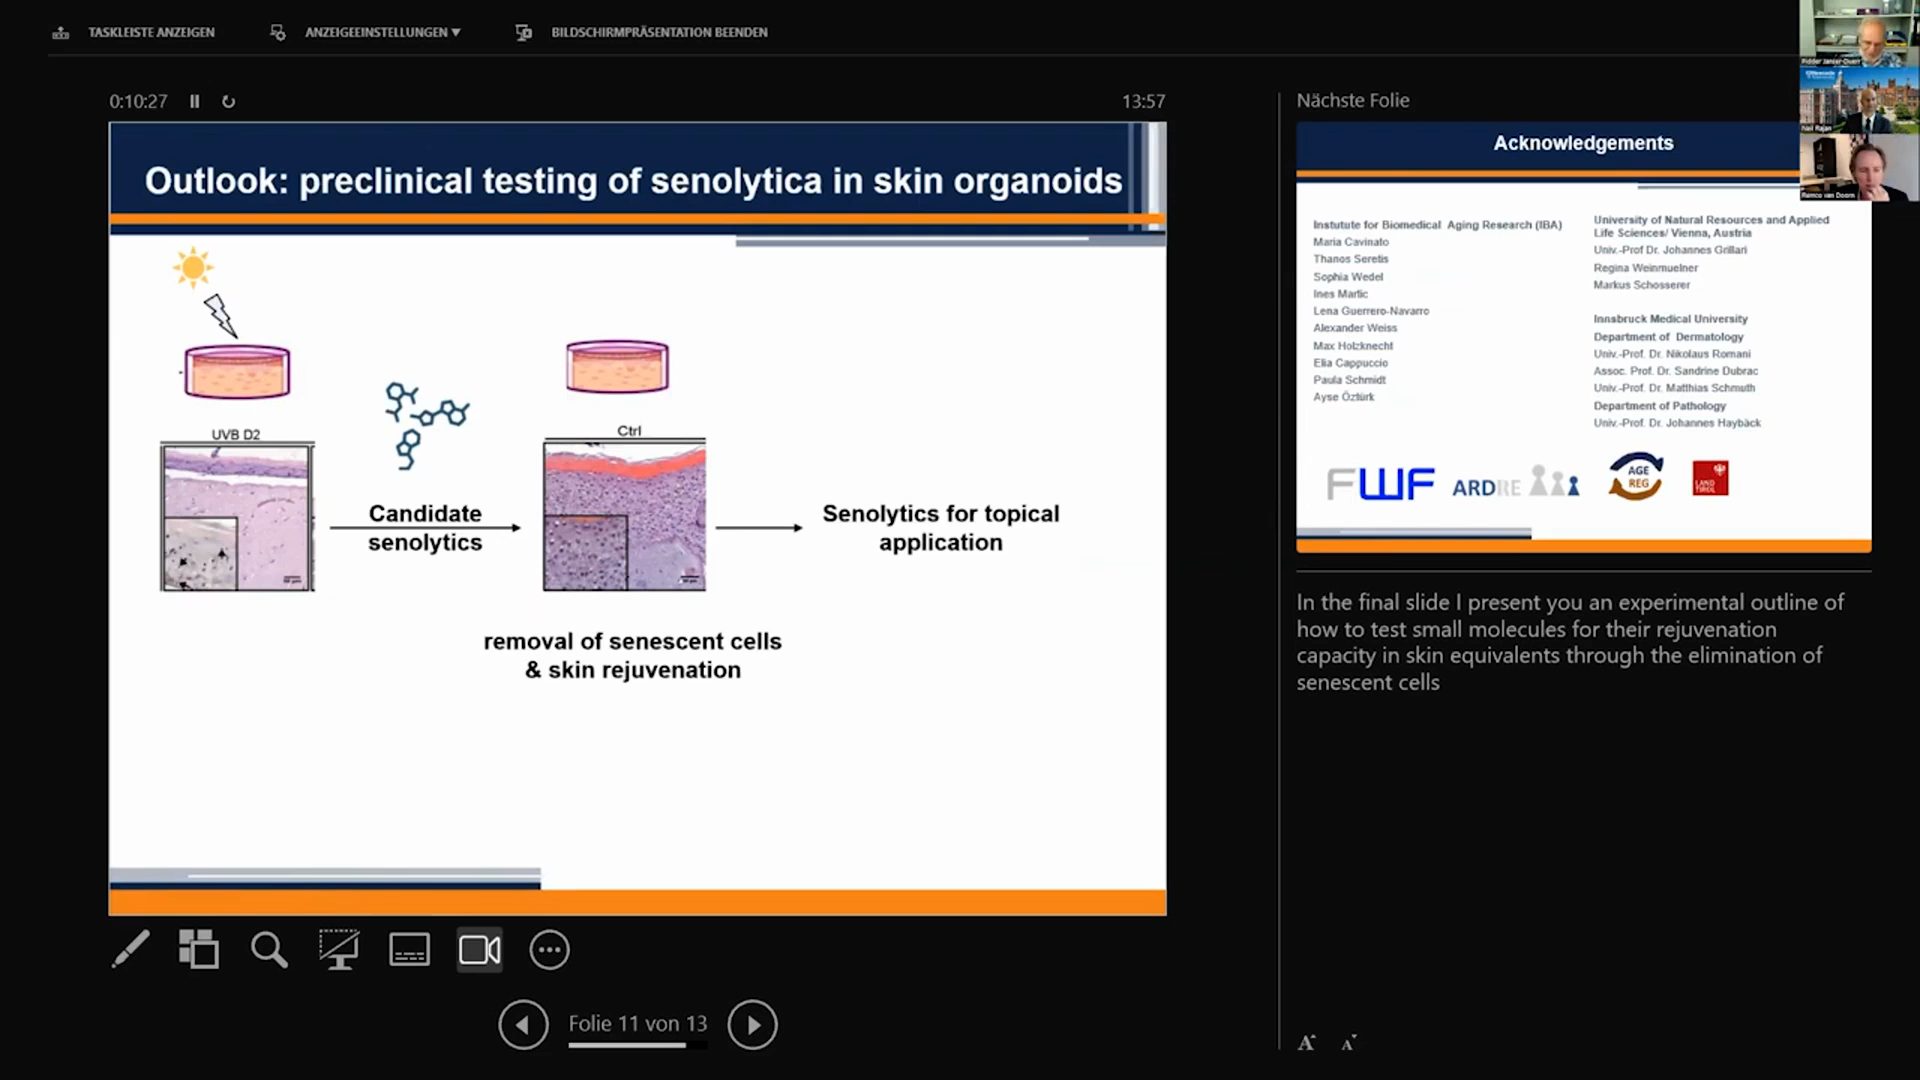 TASKLEISTE ANZEIGEN
ANZEIGEEINSTELLUNGEN ▼
BILDSCHIRMPRÄSENTATION BEENDEN
0:10:27
13:57
Outlook: preclinical testing of senolytica in skin organoids
UVB D2
Candidate
senolytics
Ctrl
Senolytics for topical
application
removal of senescent cells
& skin rejuvenation
Folie 11 von 13
Nächste Folie
Acknowledgements
Instutute for Biomedical Aging Research (IBA)
Maria Cavinato
Thanos Seretis
Sophia Wedel
Ines Martic
Lena Guerrero-Navarro
Alexander Weiss
Max Holzknecht
Elia Cappuccio
Paula Schmidt
Ayse Öztürk
University of Natural Resources and Applied
Life Sciences/ Vienna, Austria
Univ.-Prof Dr. Johannes Grillari
Regina Weinmuelner
Markus Schosserer
Innsbruck Medical University
Department of Dermatology
Univ.-Prof. Dr. Nikolaus Romani
Assoc. Prof. Dr. Sandrine Dubrac
Univ.-Prof. Dr. Matthias Schmuth
Department of Pathology
Univ.-Prof. Dr. Johannes Haybäck
FWF
ARDRE
AGE
REG
LAND
TIROL
In the final slide I present you an experimental outline of
how to test small molecules for their rejuvenation
capacity in skin equivalents through the elimination of
senescent cells
Neil Rajan
Remco van Doorn